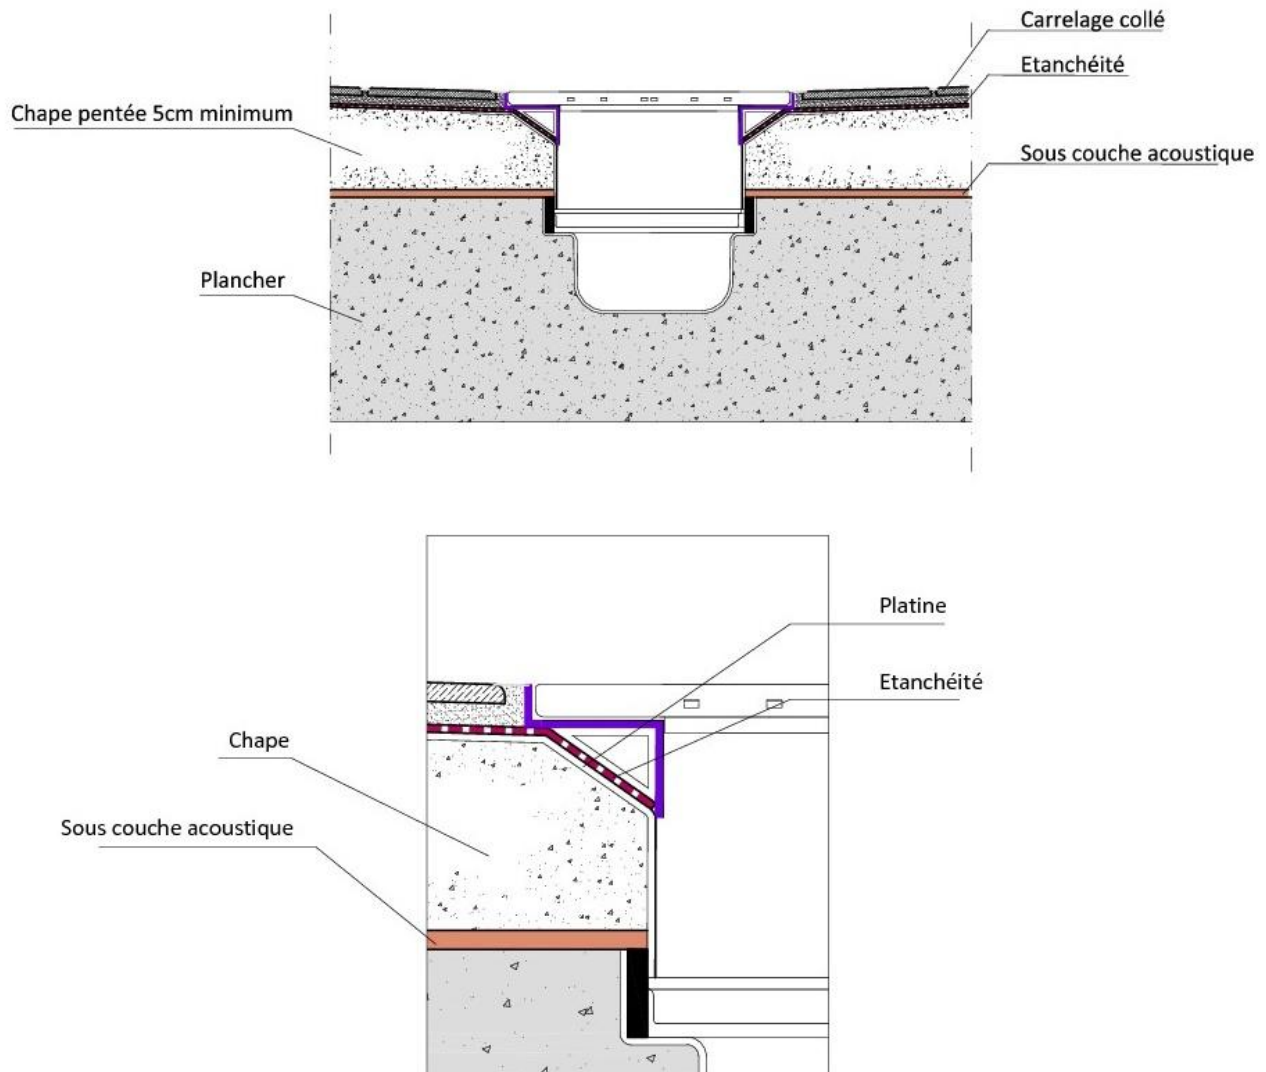 Carrelage collé
Etanchéité
Chape pentée 5cm minimum
Sous couche acoustique
Plancher
Platine
Etanchéité
Chape
Sous couche acoustique